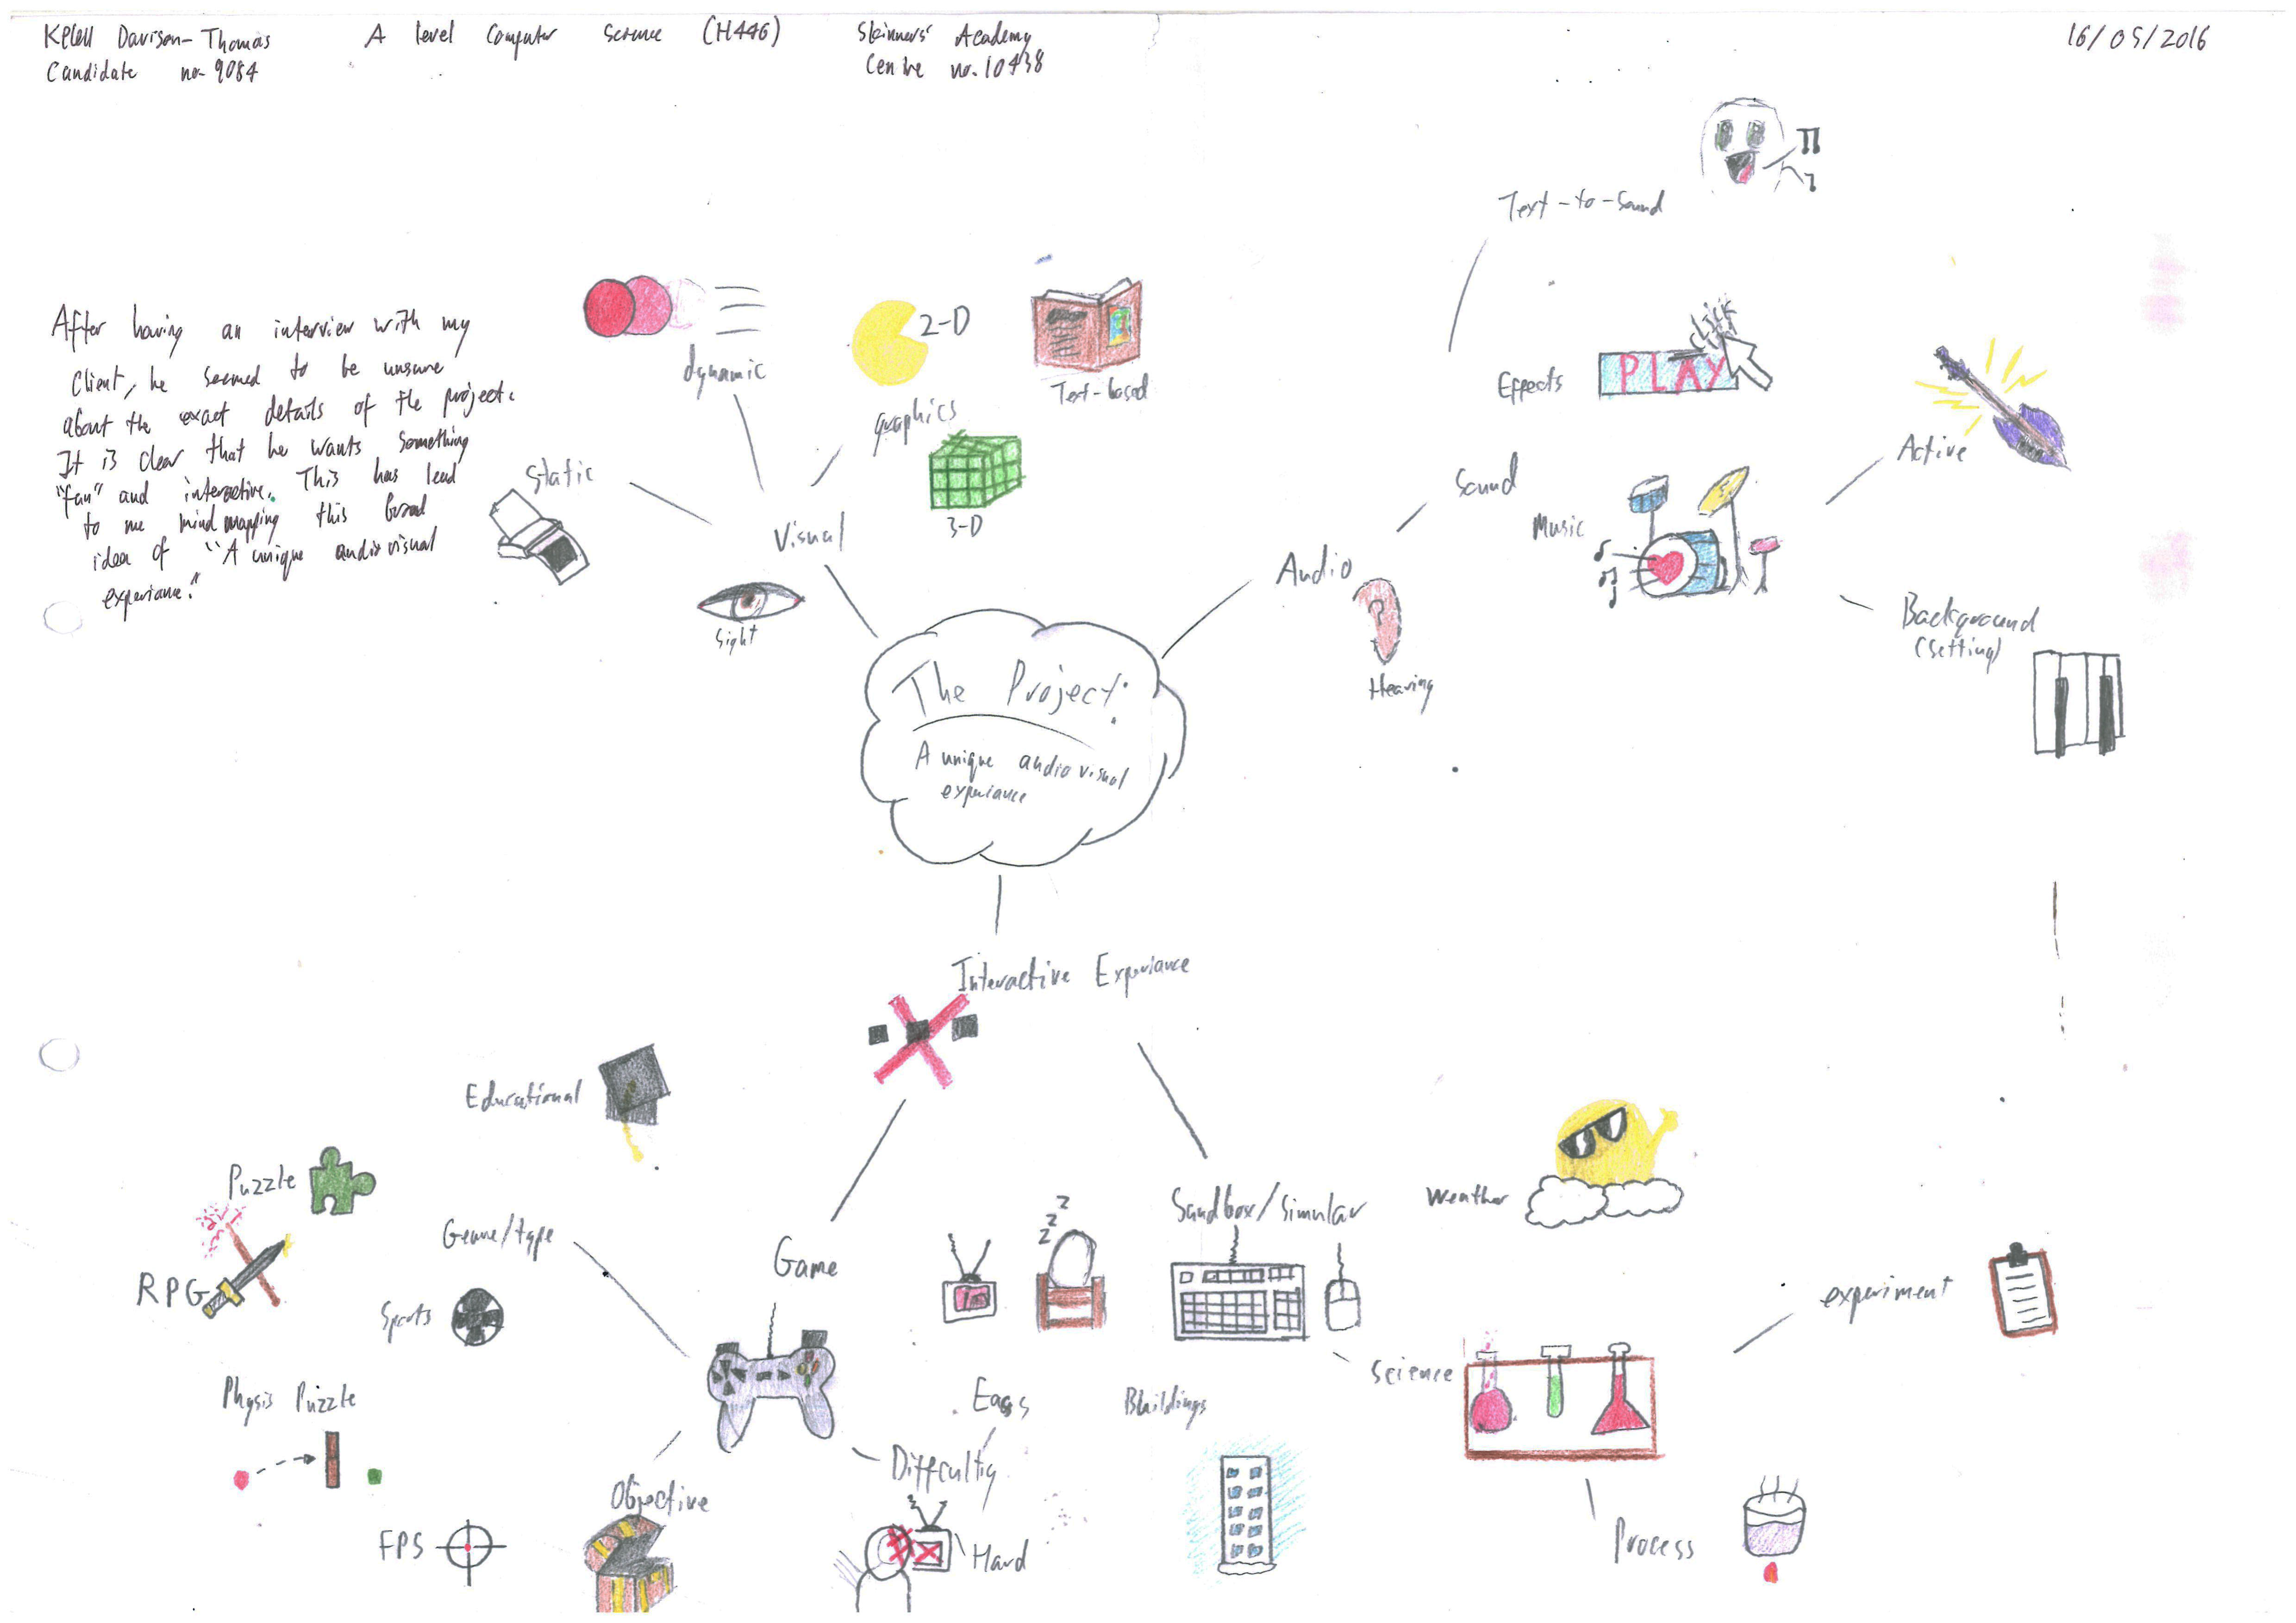 Davison-Thomas A level Computer Science (H446) Skinners' Academy 16/05/2016
Candidate no. 9084 Centre no. 10438
After having an interview with my
client, he seemed to be unsure
about the exact details of the project.
It is clear that he wants something
"fun" and interactive. This has lead
to me mind mapping this broad
idea of "A unique audio visual
experiance."
dynamic
2-D
Text-based
graphics
3-D
Static
Visual
Sight
Text-to-Sound
Effects
CLICK
PLAY
Sound
Music
Active
Background
(Setting)
Audio
Hearing
The Project:
A unique audio visual
experiance
Interactive Experiance
Educational
Puzzle
RPG
Genre/type
Sports
Physis Puzzle
FPS
Game
Objective
Difficultiy
Hard
z z z
Sandbox/Simular
Weather
Science
experiment
Process